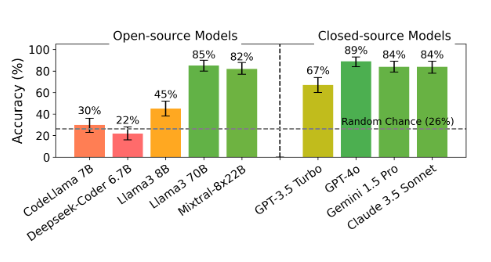 Open-source Models
Closed-source Models
Accuracy (%)
100
80
60
40
20
0
30%
22%
45%
85%
82%
67%
89%
84%
84%
Random Chance (26%)
CodeLlama 7B
Deepseek-Coder 6.7B
Llama3 8B
Llama3 70B
Mixtral-8x22B
GPT-3.5 Turbo
GPT-4o
Gemini 1.5 Pro
Claude 3.5 Sonnet